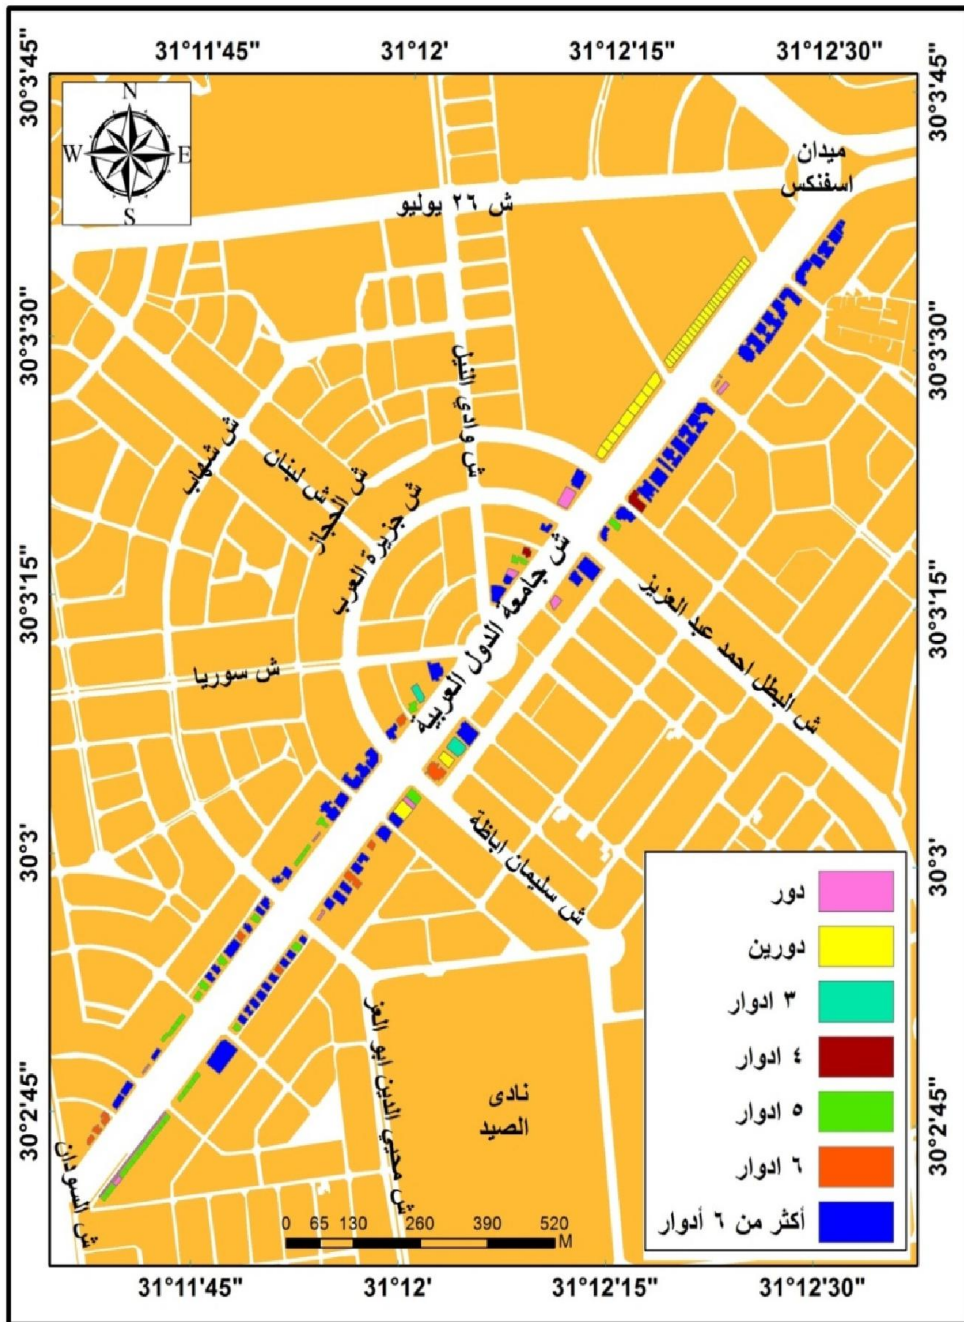 31°11'45"
31°12'
31°12'15"
31°12'30"
30°3'45"
30°3'45"
N
W
E
S
ميدان
اسفنكس
ش ٢٦ يوليو
30°3'30"
30°3'30"
ش وادي النيل
ش شهاب
ش لبنان
ش الحجاز
ش جزيرة العرب
30°3'15"
30°3'15"
ش جامعة الدول العربية
ش البطل احمد عبد العزيز
ش سوريا
ش سليمان اباظة
30°3'
30°3'
دور
دورين
٣ ادوار
٤ ادوار
٥ ادوار
٦ ادوار
أكثر من ٦ أدوار
ش محيي الدين ابو العز
نادى
الصيد
30°2'45"
30°2'45"
ش السودان
0 65 130 260 390 520
M
31°11'45"
31°12'
31°12'15"
31°12'30"